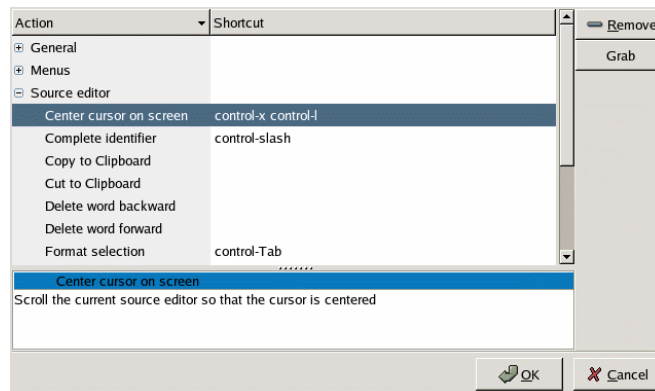 Action Shortcut
Remove
General
Grab
Menus
Source editor
Center cursor on screen control-x control-l
Complete identifier control-slash
Copy to Clipboard
Cut to Clipboard
Delete word backward
Delete word forward
Format selection control-Tab
Center cursor on screen
Scroll the current source editor so that the cursor is centered
OK Cancel